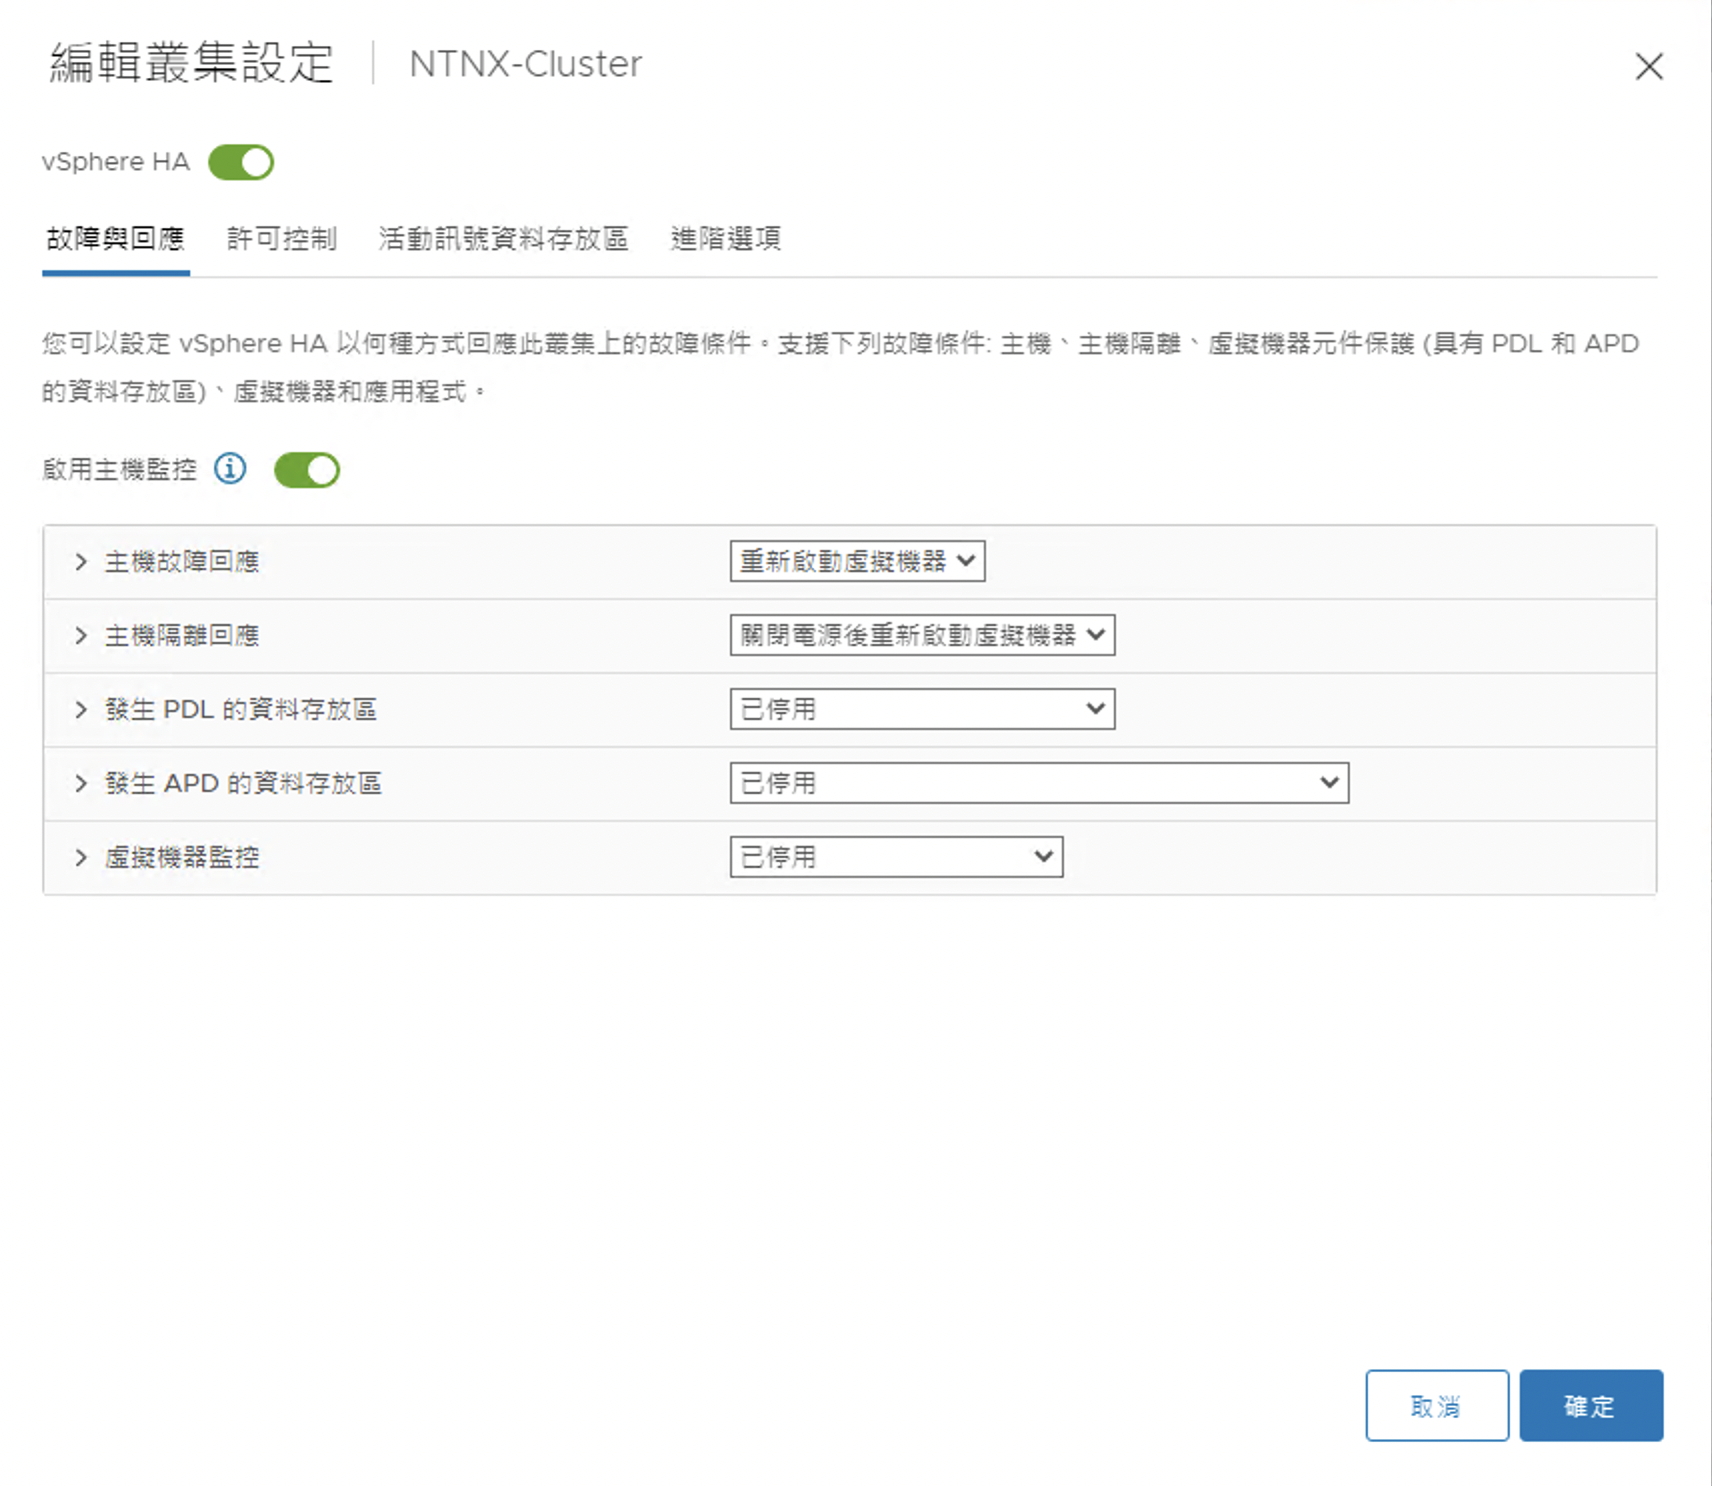 編輯叢集設定 NTNX-Cluster
vSphere HA
故障與回應 許可控制 活動訊號資料存放區 進階選項
您可以設定 vSphere HA 以何種方式回應此叢集上的故障條件。支援下列故障條件: 主機、主機隔離、虛擬機器元件保護 (具有 PDL 和 APD
的資料存放區)、虛擬機器和應用程式。
啟用主機監控
主機故障回應 重新啟動虛擬機器
主機隔離回應 關閉電源後重新啟動虛擬機器
發生 PDL 的資料存放區 已停用
發生 APD 的資料存放區 已停用
虛擬機器監控 已停用
取消 確定